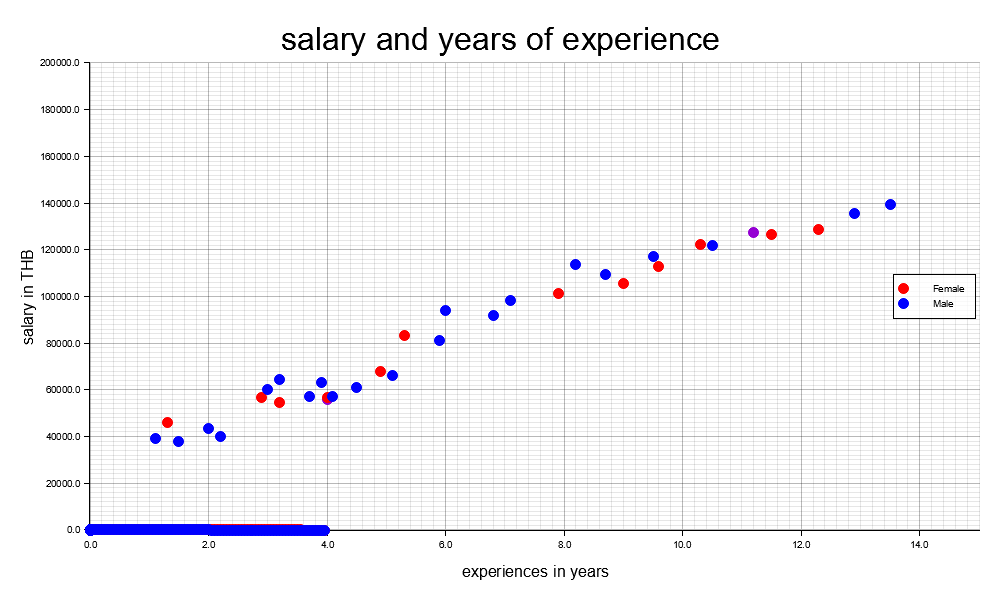 salary and years of experience
200000.0
180000.0
160000.0
140000.0
120000.0
100000.0
80000.0
60000.0
40000.0
20000.0
0.0
salary in THB
Female
Male
0.0 2.0 4.0 6.0 8.0 10.0 12.0 14.0
experiences in years